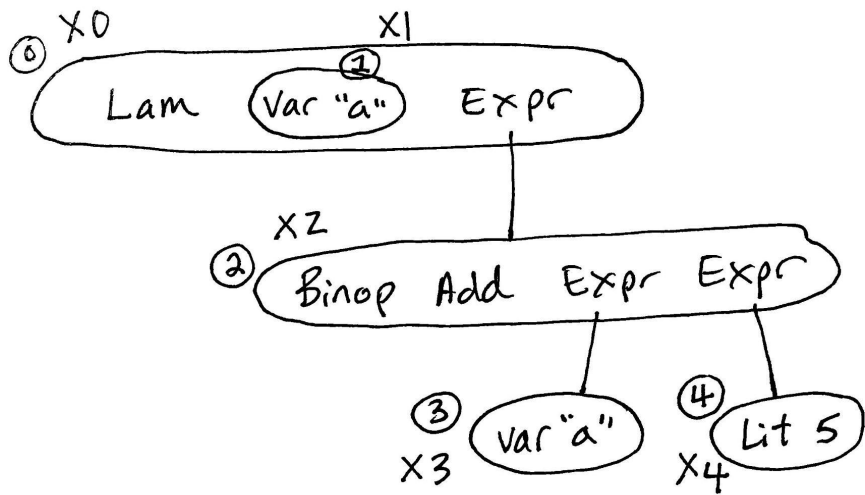 X0 X1
0 1
Lam Var "a" Expr
X2
2 Binop Add Expr Expr
3 4
Var "a" Lit 5
X3 X4